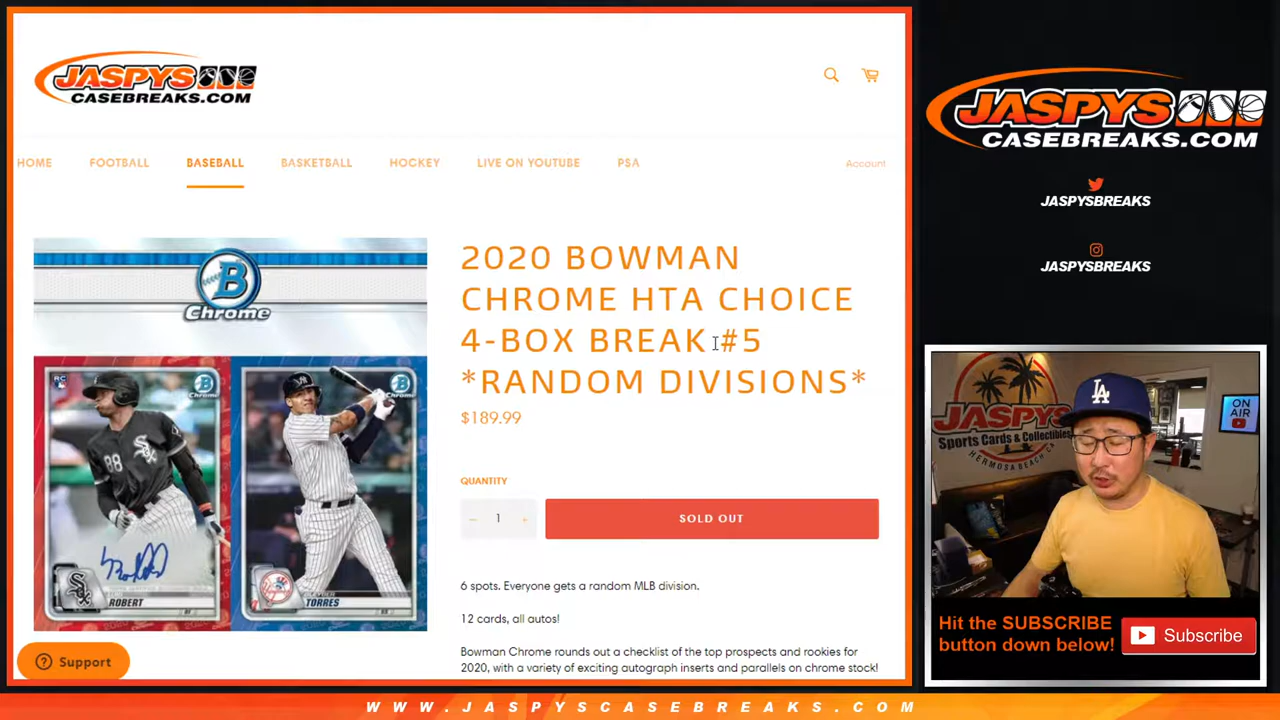 JASPYS
CASEBREAKS.COM
HOME FOOTBALL BASEBALL BASKETBALL HOCKEY LIVE ON YOUTUBE PSA Account
Chrome
88
ROBERT
TORRES
2020 BOWMAN
CHROME HTA CHOICE
4-BOX BREAK #5
*RANDOM DIVISIONS*
$189.99
QUANTITY
− 1 +
SOLD OUT
6 spots. Everyone gets a random MLB division.
12 cards, all autos!
Bowman Chrome rounds out a checklist of the top prospects and rookies for
2020, with a variety of exciting autograph inserts and parallels on chrome stock!
Support
JASPYS
CASEBREAKS.COM
JASPYSBREAKS
JASPYSBREAKS
JASPYS
Sports Cards & Collectibles
HERMOSA BEACH, CA
LA
ON
AIR
Hit the SUBSCRIBE
button down below!
Subscribe
WWW.JASPYSCASEBREAKS.COM